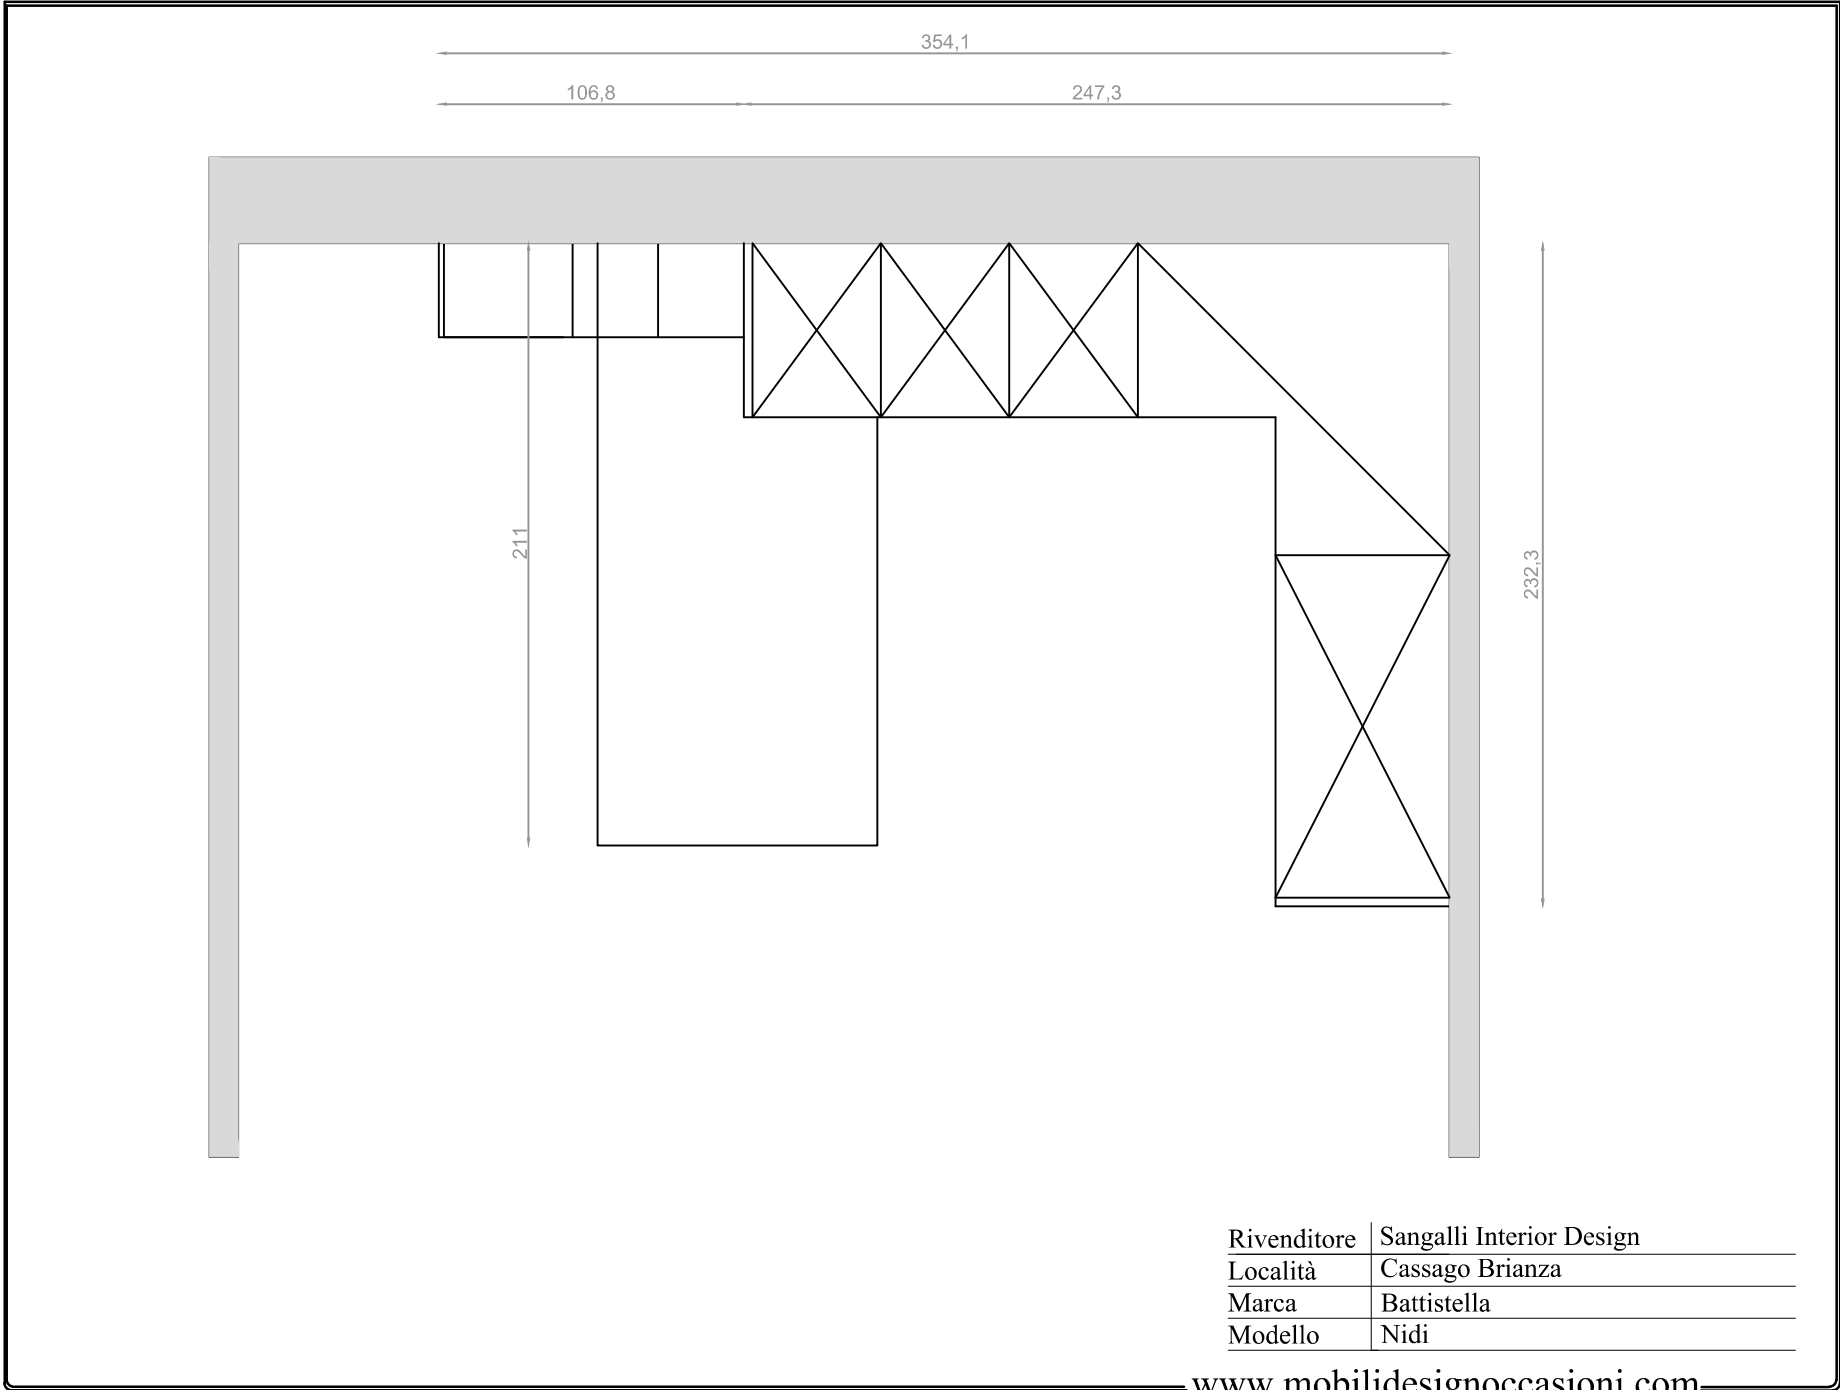 354,1
106,8
247,3
211
232,3
Rivenditore Sangalli Interior Design
Località Cassago Brianza
Marca Battistella
Modello Nidi
www.mobilidesignoccasioni.com